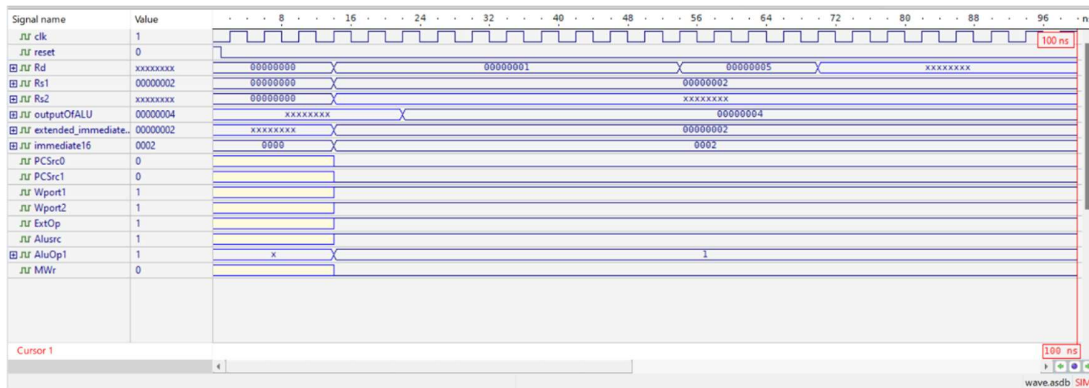 Signal name Value 8 16 24 32 40 48 56 64 72 80 88 96 n
clk 1 100 ns
reset 0
Rd xxxxxxxx 00000000 00000001 00000005 xxxxxxxx
Rs1 00000002 00000000 00000002
Rs2 xxxxxxxx 00000000 xxxxxxxx
outputOfALU 00000004 xxxxxxxx 00000004
extended_immediate.. 00000002 xxxxxxxx 00000002
immediate16 0002 0000 0002
PCSrc0 0
PCSrc1 0
Wport1 1
Wport2 1
ExtOp 1
Alusrc 1
AluOp1 1 x 1
MWr 0
Cursor 1 100 ns
wave.asdb SIM